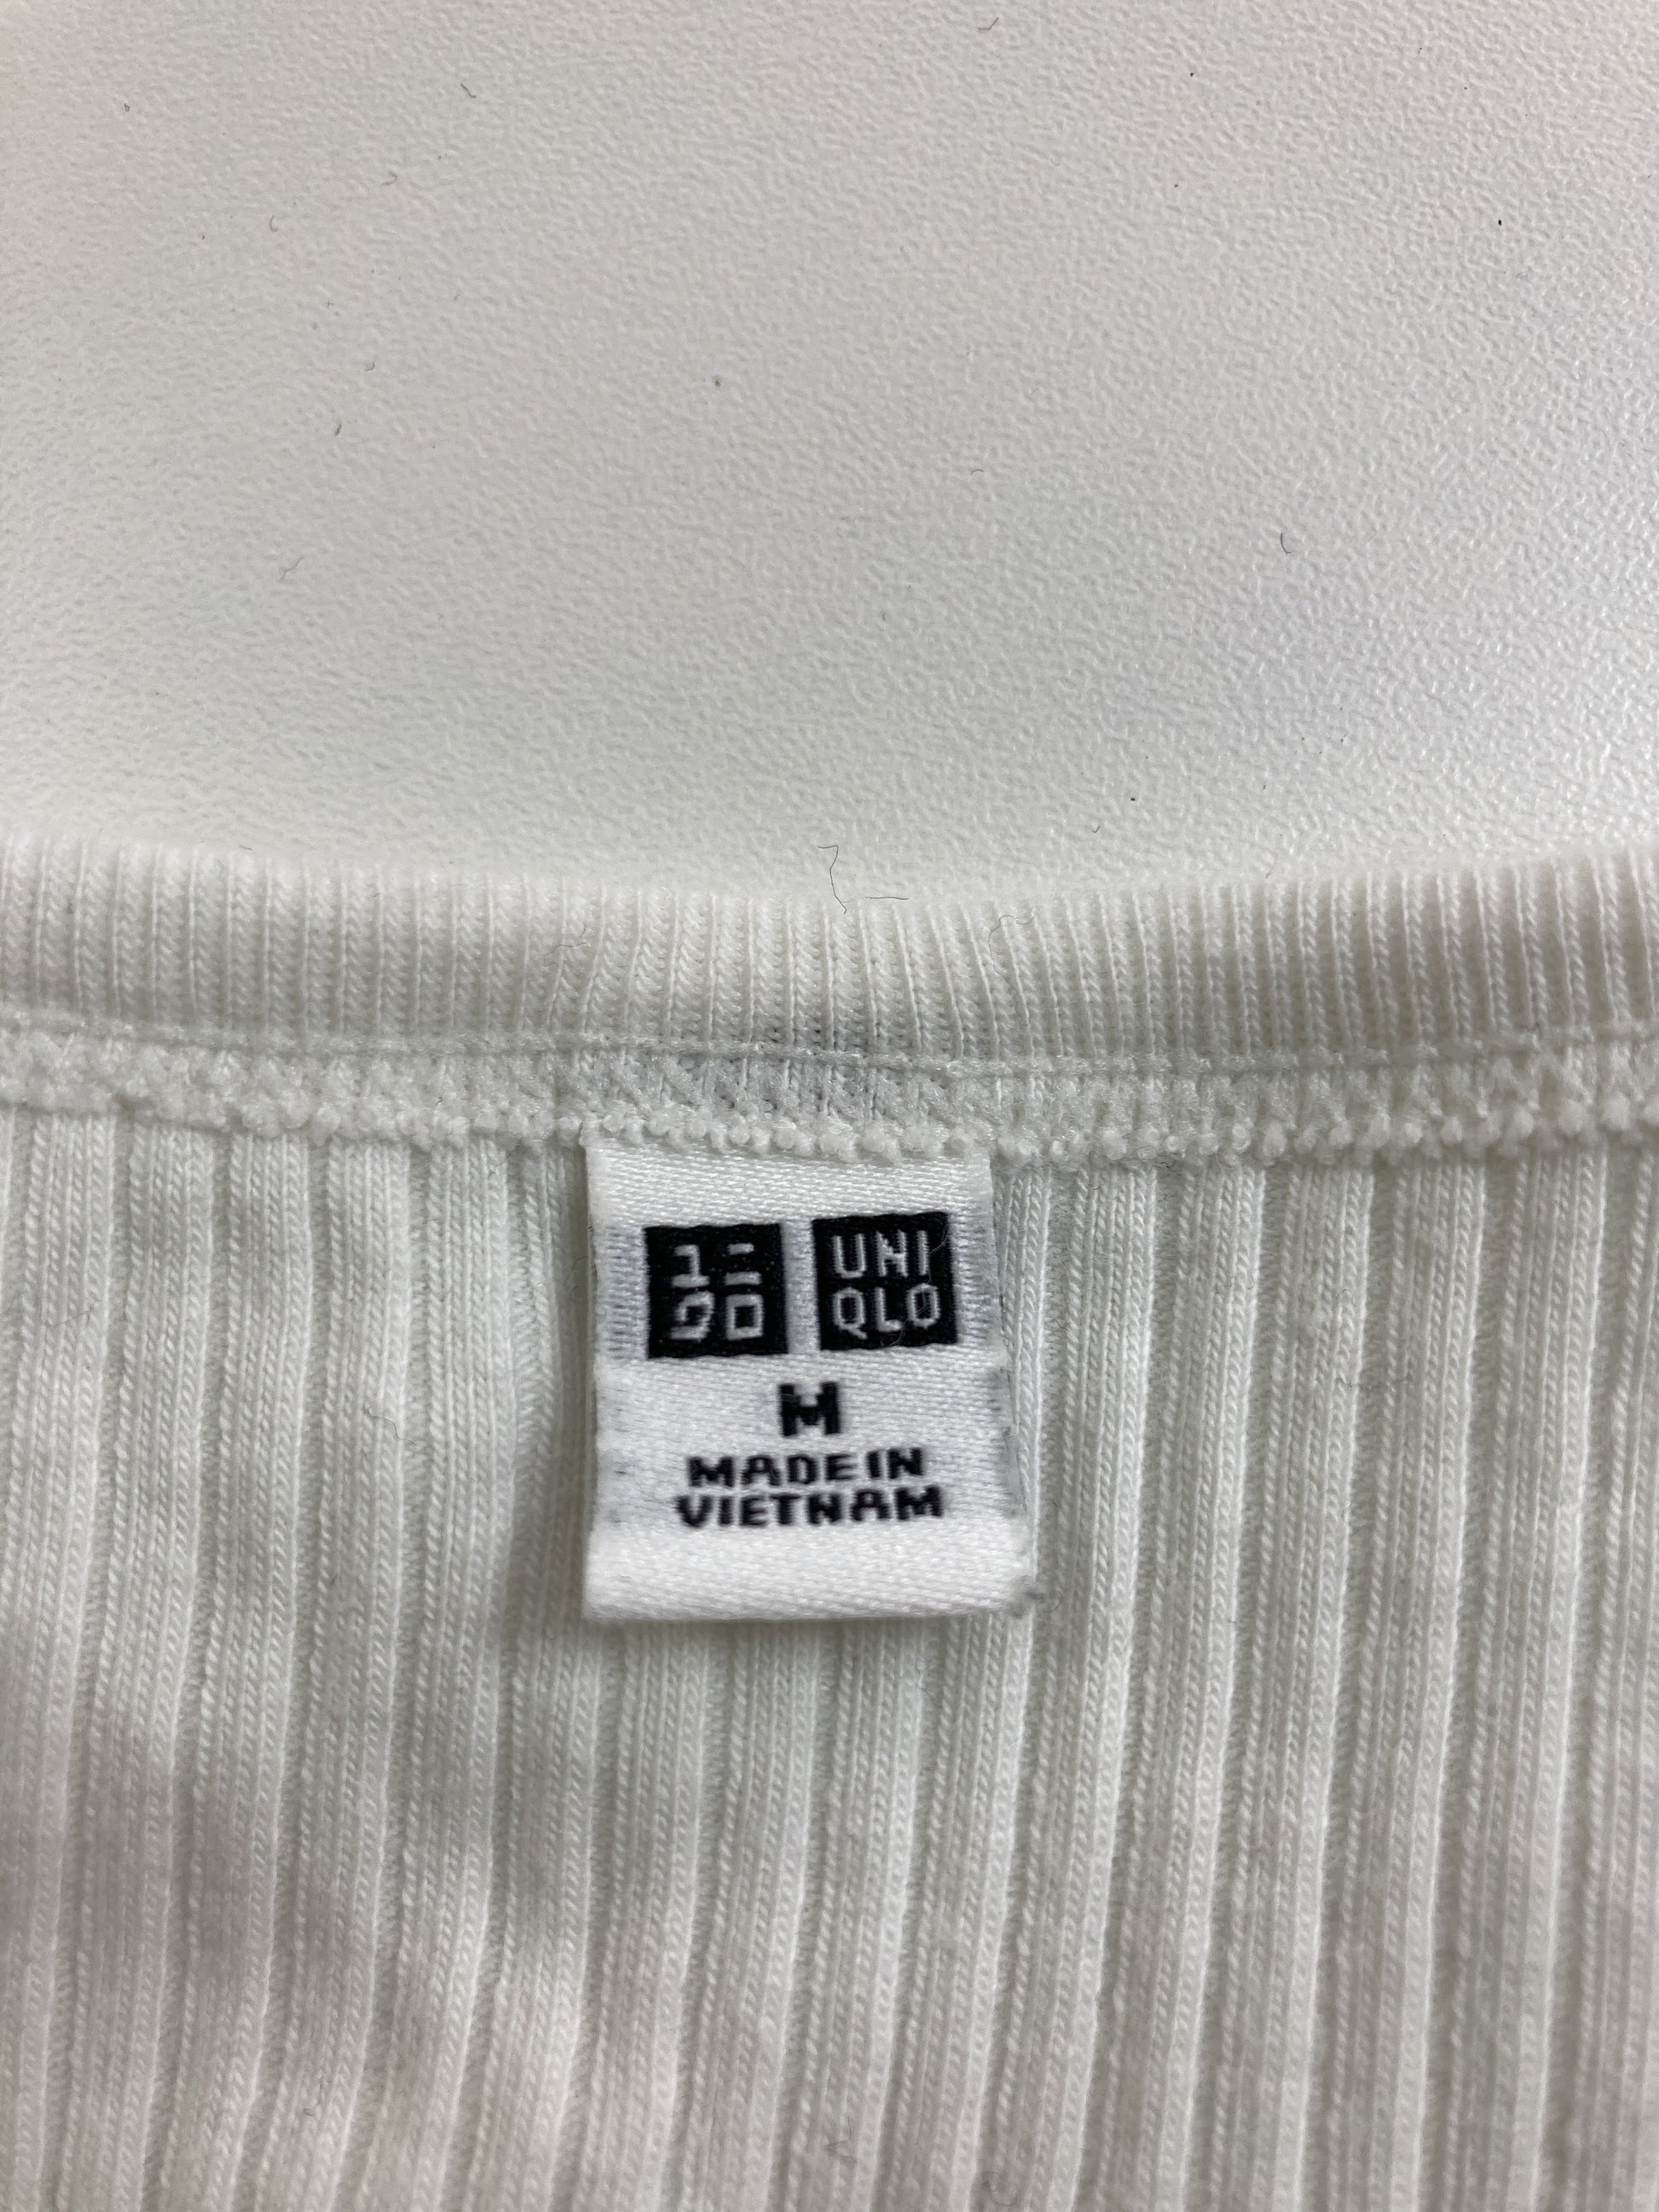 ユニ UNI
クロ QLO
M
MADE IN
VIETNAM